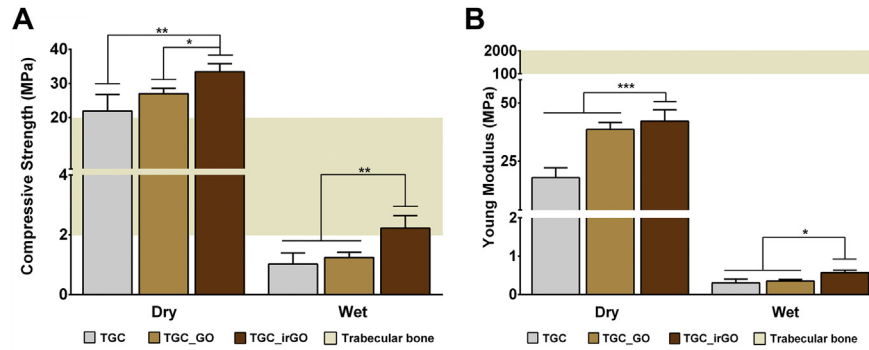 A
Compressive Strength (MPa)
40
30
20
4
2
0
**
*
**
Dry
Wet
TGC
TGC_GO
TGC_irGO
Trabecular bone
B
Young Modulus (MPa)
2000
100
50
25
2
1
0
***
*
Dry
Wet
TGC
TGC_GO
TGC_irGO
Trabecular bone